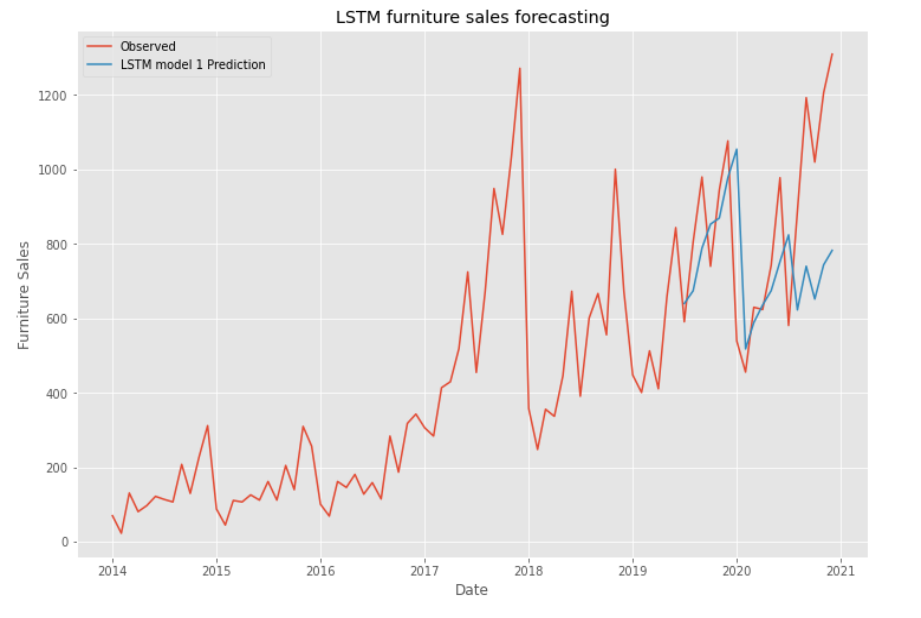 LSTM furniture sales forecasting
Observed
LSTM model 1 Prediction
1200
1000
800
600
400
200
0
Furniture Sales
2014 2015 2016 2017 2018 2019 2020 2021
Date